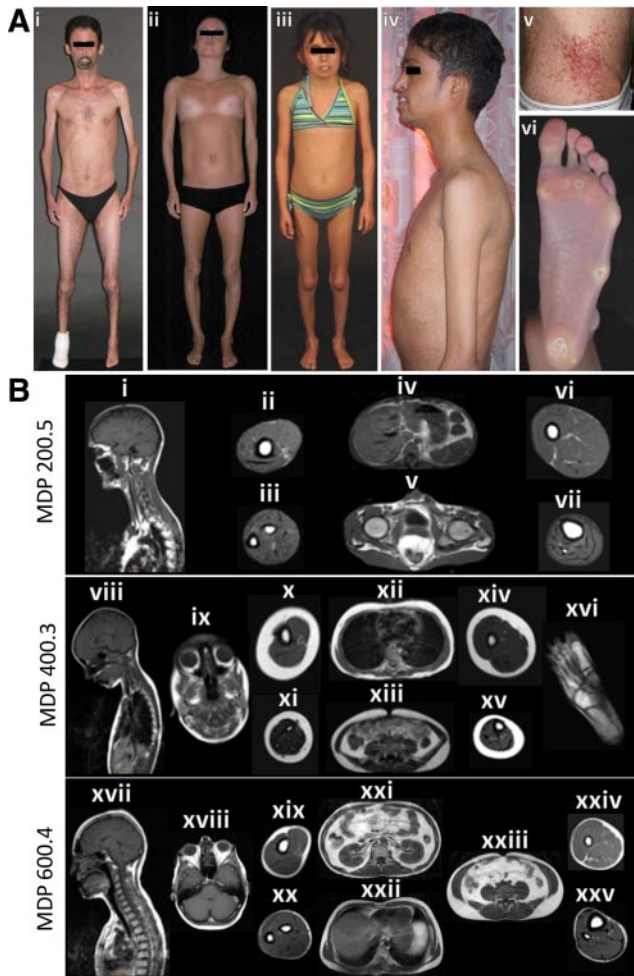 A
i
ii
iii
iv
v
vi
B
MDP 200.5
i
ii
iii
iv
v
vi
vii
MDP 400.3
viii
ix
x
xi
xii
xiii
xiv
xv
xvi
MDP 600.4
xvii
xviii
xix
xx
xxi
xxii
xxiii
xxiv
xxv